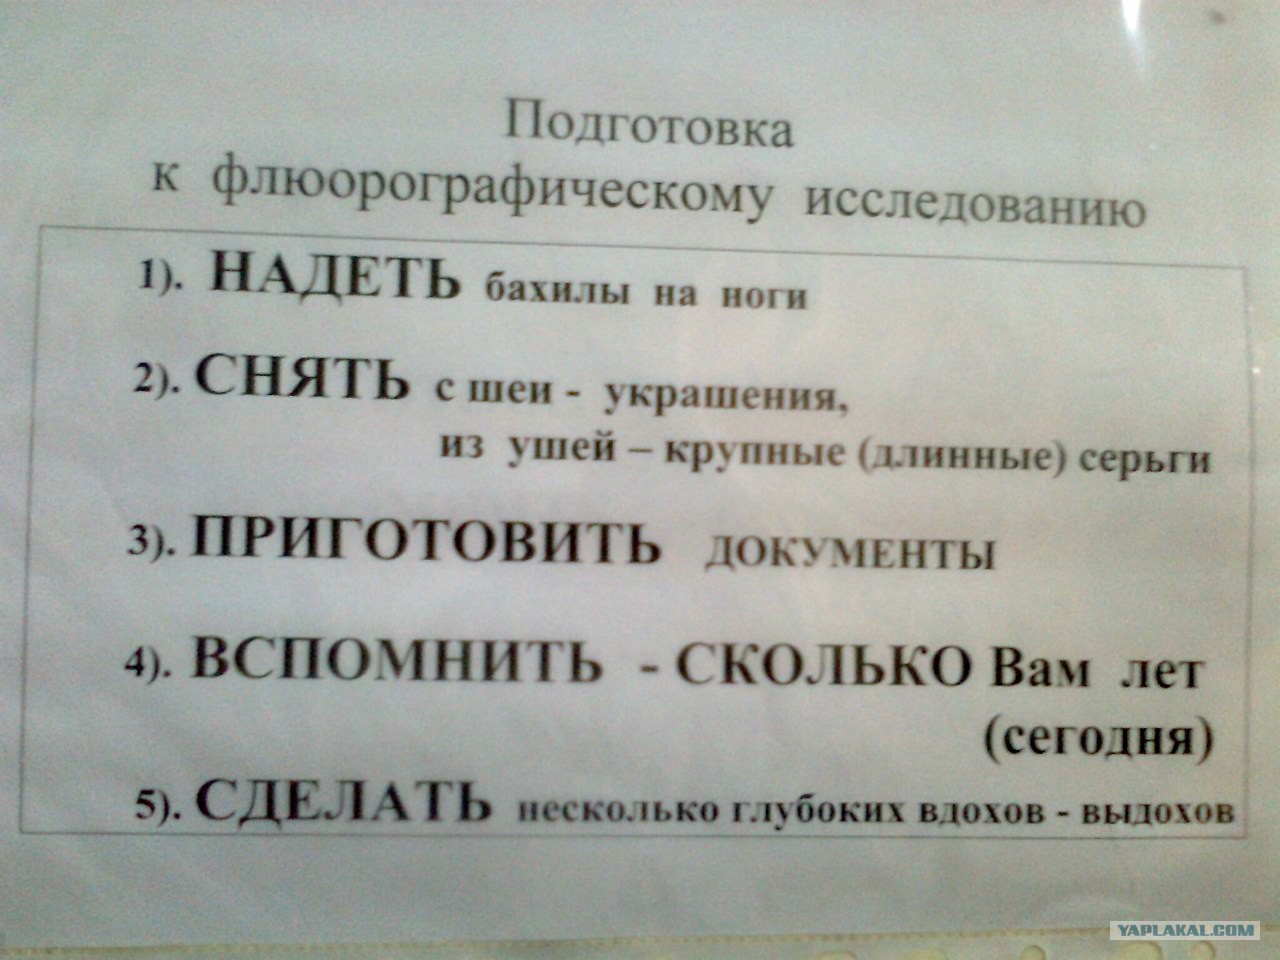 Подготовка
к флюорографическому исследованию
1). НАДЕТЬ бахилы на ноги
2). СНЯТЬ с шеи - украшения,
из ушей – крупные (длинные) серьги
3). ПРИГОТОВИТЬ ДОКУМЕНТЫ
4). ВСПОМНИТЬ - СКОЛЬКО Вам лет
(сегодня)
5). СДЕЛАТЬ несколько глубоких вдохов - выдохов
YAPLAKAL.COM